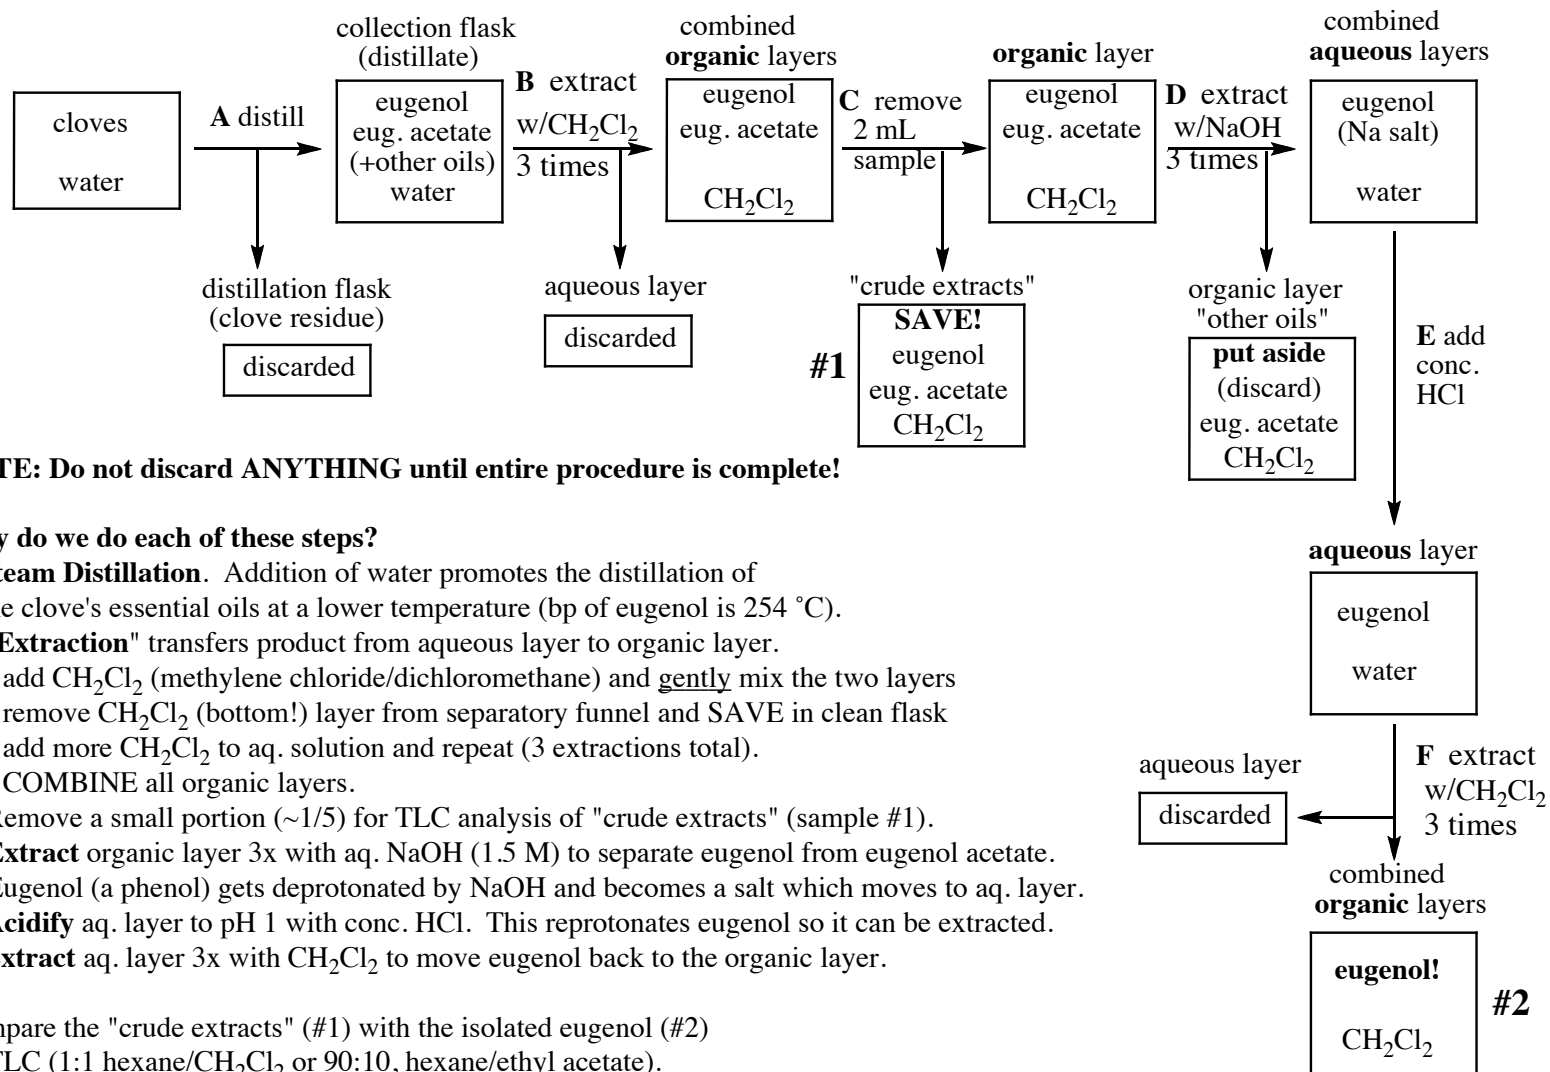 collection flask
(distillate)
combined
organic layers
organic layer
combined
aqueous layers
cloves
water
A distill
eugenol
eug. acetate
(+other oils)
water
B extract
w/CH₂Cl₂
3 times
eugenol
eug. acetate
CH₂Cl₂
C remove
2 mL
sample
eugenol
eug. acetate
CH₂Cl₂
D extract
w/NaOH
3 times
eugenol
(Na salt)
water
distillation flask
(clove residue)
discarded
aqueous layer
discarded
"crude extracts"
#1
SAVE!
eugenol
eug. acetate
CH₂Cl₂
organic layer
"other oils"
put aside
(discard)
eug. acetate
CH₂Cl₂
E add
conc.
HCl
TE: Do not discard ANYTHING until entire procedure is complete!
y do we do each of these steps?
team Distillation. Addition of water promotes the distillation of
e clove's essential oils at a lower temperature (bp of eugenol is 254 ˚C).
Extraction" transfers product from aqueous layer to organic layer.
add CH₂Cl₂ (methylene chloride/dichloromethane) and gently mix the two layers
remove CH₂Cl₂ (bottom!) layer from separatory funnel and SAVE in clean flask
add more CH₂Cl₂ to aq. solution and repeat (3 extractions total).
COMBINE all organic layers.
Remove a small portion (~1/5) for TLC analysis of "crude extracts" (sample #1).
Extract organic layer 3x with aq. NaOH (1.5 M) to separate eugenol from eugenol acetate.
Eugenol (a phenol) gets deprotonated by NaOH and becomes a salt which moves to aq. layer.
Acidify aq. layer to pH 1 with conc. HCl. This reprotonates eugenol so it can be extracted.
xtract aq. layer 3x with CH₂Cl₂ to move eugenol back to the organic layer.
mpare the "crude extracts" (#1) with the isolated eugenol (#2)
TLC (1:1 hexane/CH₂Cl₂ or 90:10, hexane/ethyl acetate).
aqueous layer
eugenol
water
aqueous layer
discarded
F extract
w/CH₂Cl₂
3 times
combined
organic layers
eugenol!
CH₂Cl₂
#2